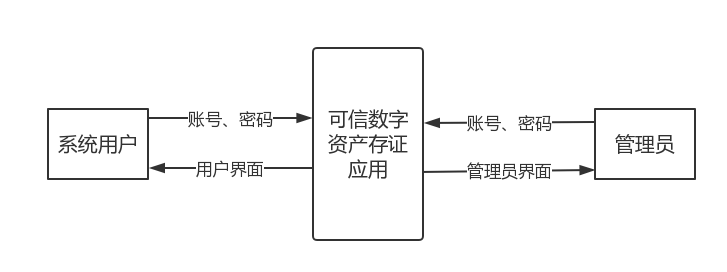 系统用户
账号、密码
用户界面
可信数字
资产存证
应用
账号、密码
管理员界面
管理员